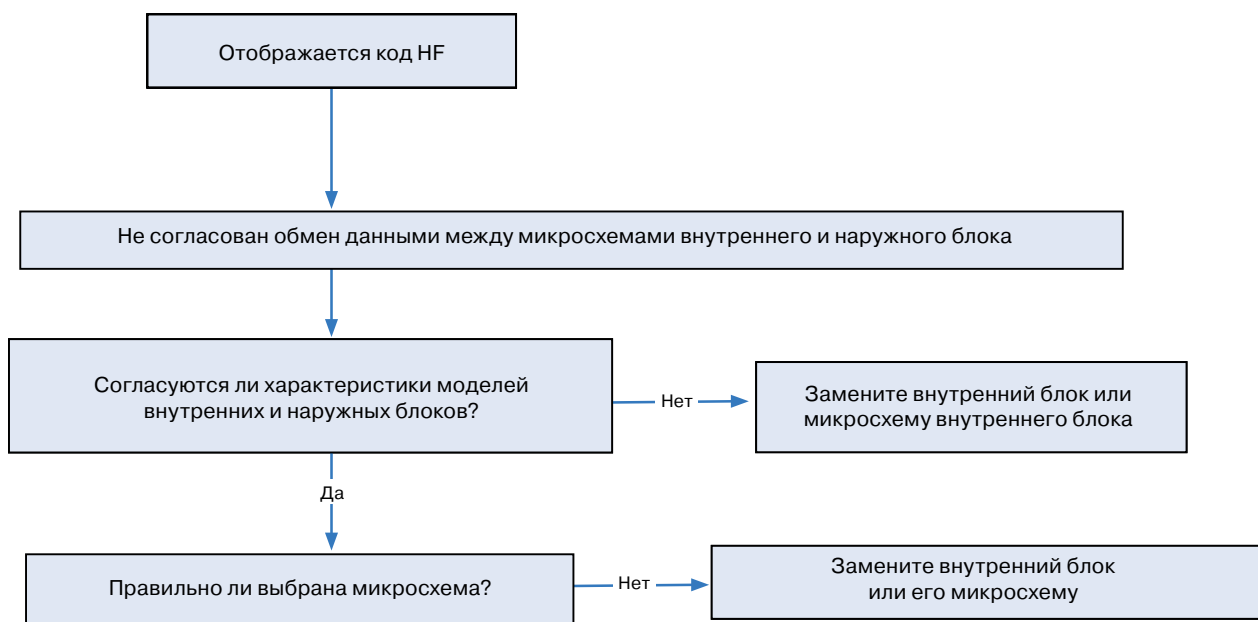 Отображается код HF
Не согласован обмен данными между микросхемами внутреннего и наружного блока
Согласуются ли характеристики моделей
внутренних и наружных блоков?
Нет
Замените внутренний блок или
микросхему внутреннего блока
Да
Правильно ли выбрана микросхема?
Нет
Замените внутренний блок
или его микросхему